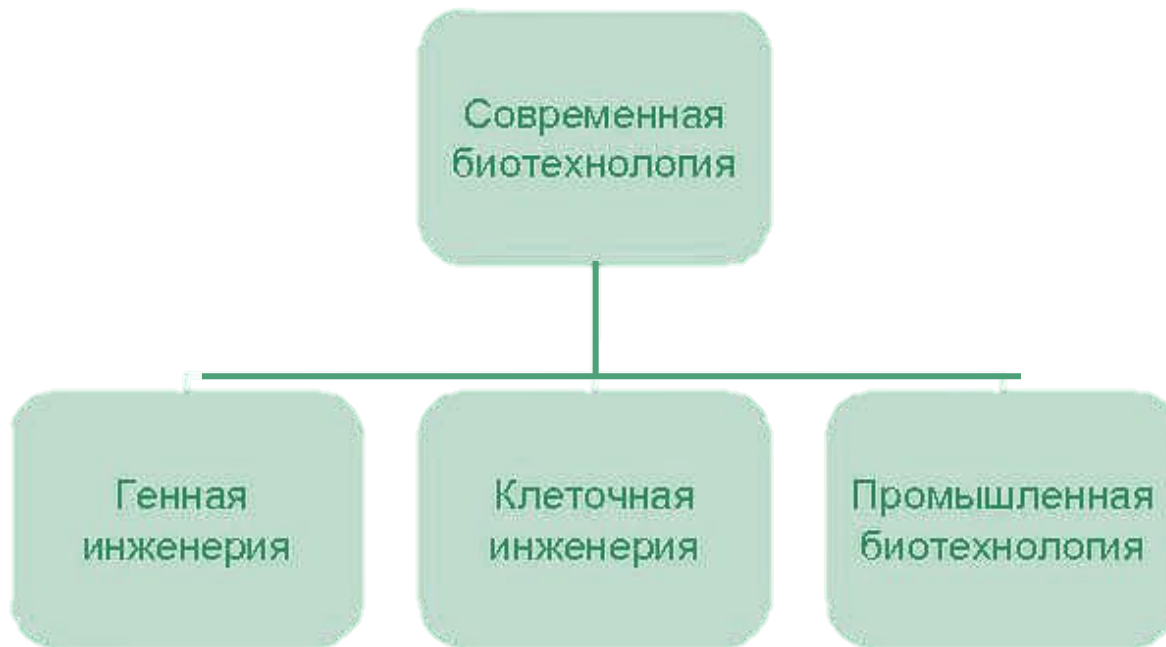 Современная
биотехнология
Генная
инженерия
Клеточная
инженерия
Промышленная
биотехнология